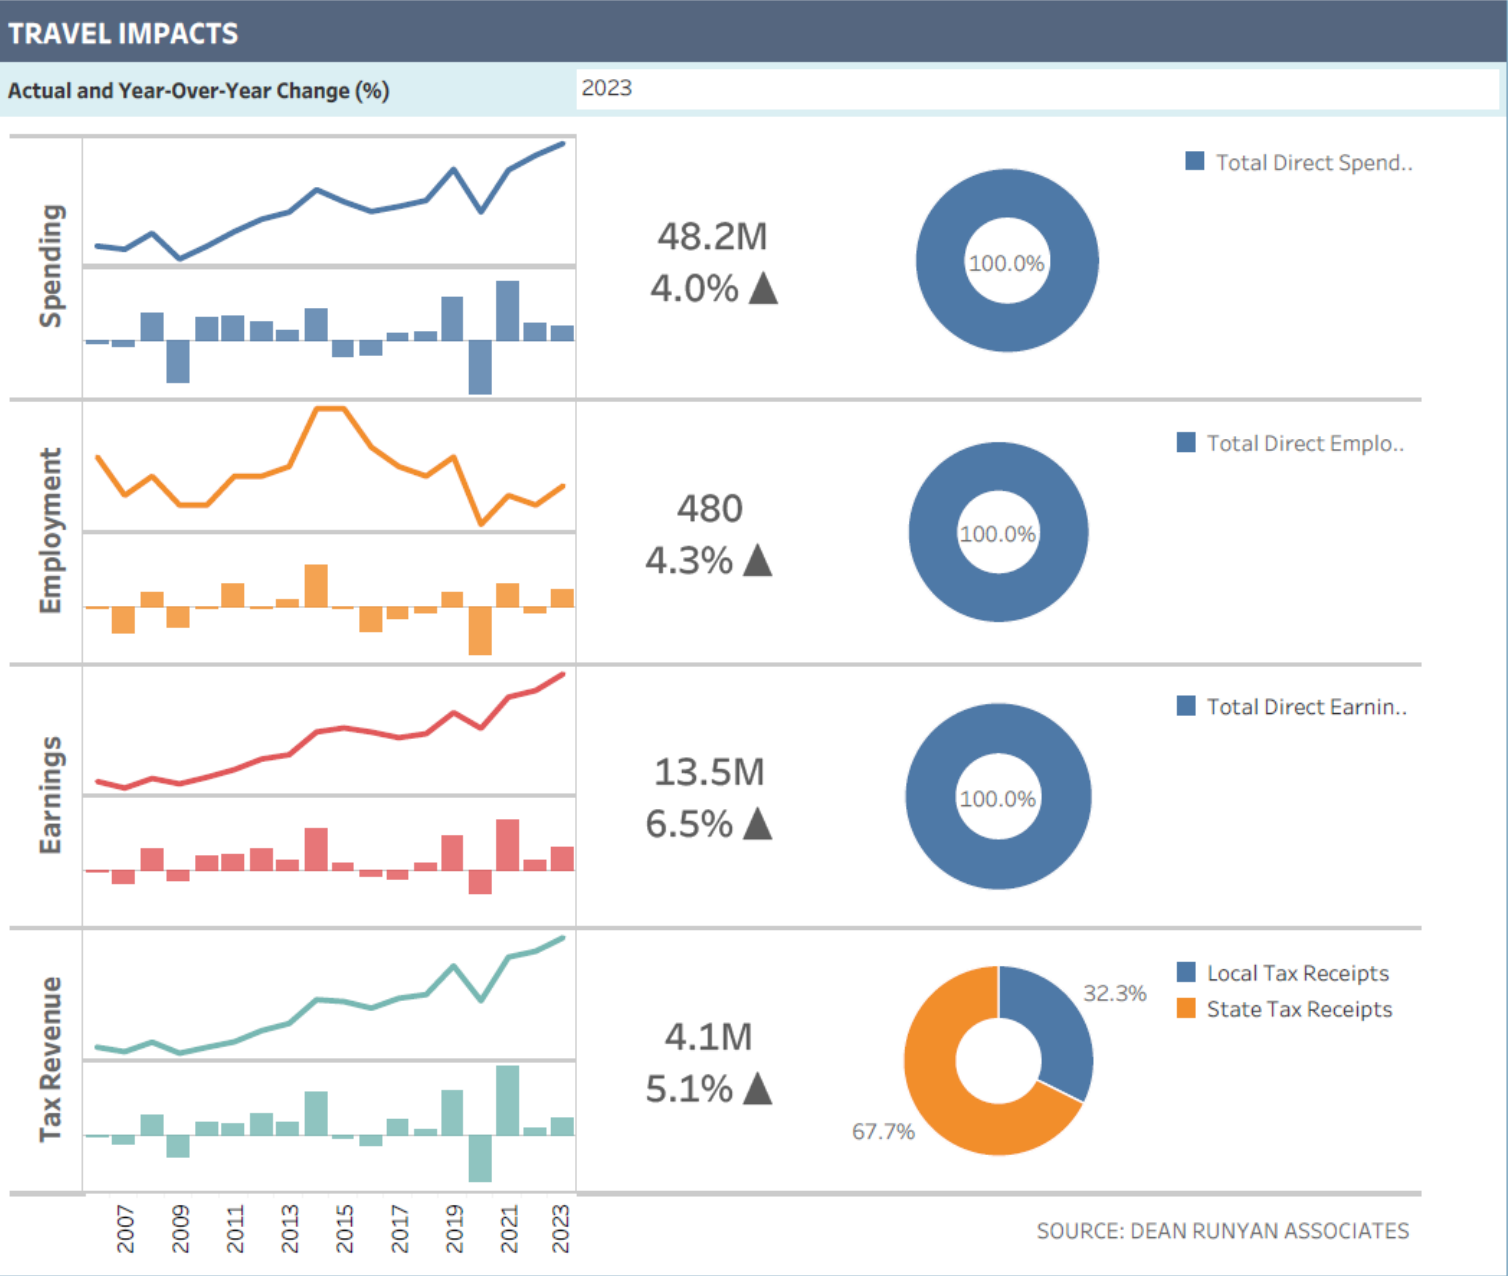 TRAVEL IMPACTS
Actual and Year-Over-Year Change (%)
2023
Spending
48.2M
4.0% ▲
100.0%
Total Direct Spend..
Employment
480
4.3% ▲
100.0%
Total Direct Emplo..
Earnings
13.5M
6.5% ▲
100.0%
Total Direct Earnin..
Tax Revenue
4.1M
5.1% ▲
32.3%
67.7%
Local Tax Receipts
State Tax Receipts
2007 2009 2011 2013 2015 2017 2019 2021 2023
SOURCE: DEAN RUNYAN ASSOCIATES